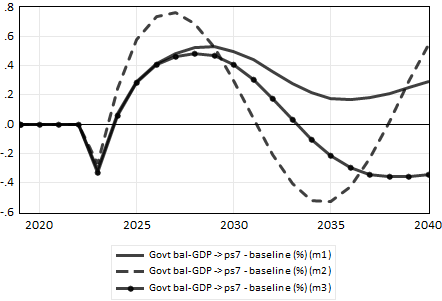 .8
.6
.4
.2
.0
-.2
-.4
-.6
2020 2025 2030 2035 2040
Govt bal-GDP -> ps7 - baseline (%) (m1)
Govt bal-GDP -> ps7 - baseline (%) (m2)
Govt bal-GDP -> ps7 - baseline (%) (m3)